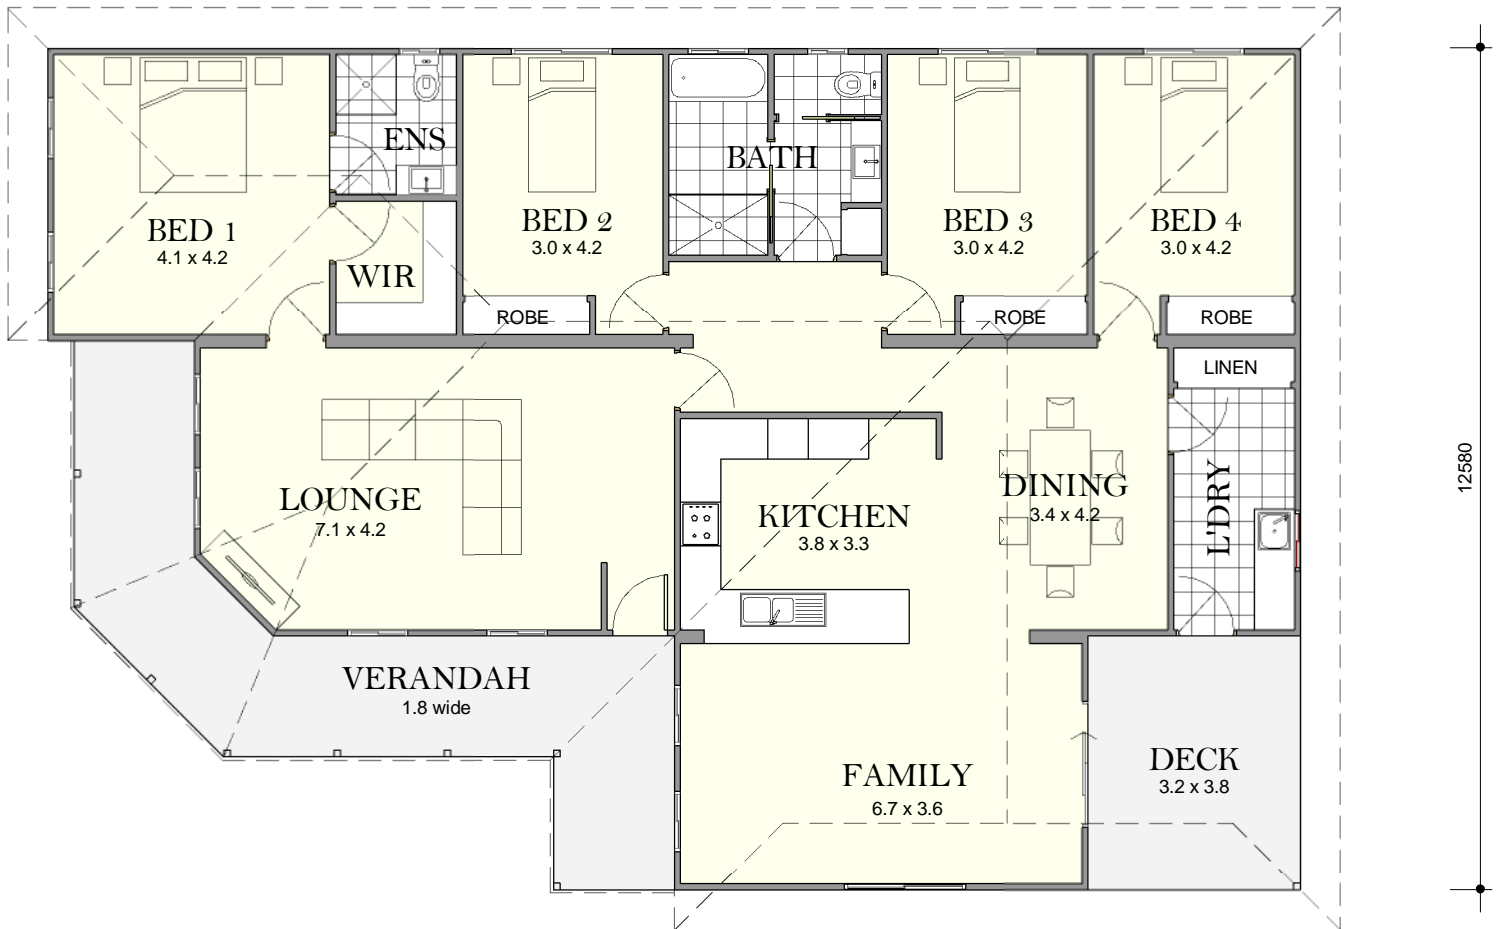 ENS
BATH
BED 1
4.1 x 4.2
WIR
BED 2
3.0 x 4.2
ROBE
BED 3
3.0 x 4.2
ROBE
BED 4
3.0 x 4.2
ROBE
LINEN
LOUNGE
7.1 x 4.2
KITCHEN
3.8 x 3.3
DINING
3.4 x 4.2
L'DRY
12580
VERANDAH
1.8 wide
FAMILY
6.7 x 3.6
DECK
3.2 x 3.8